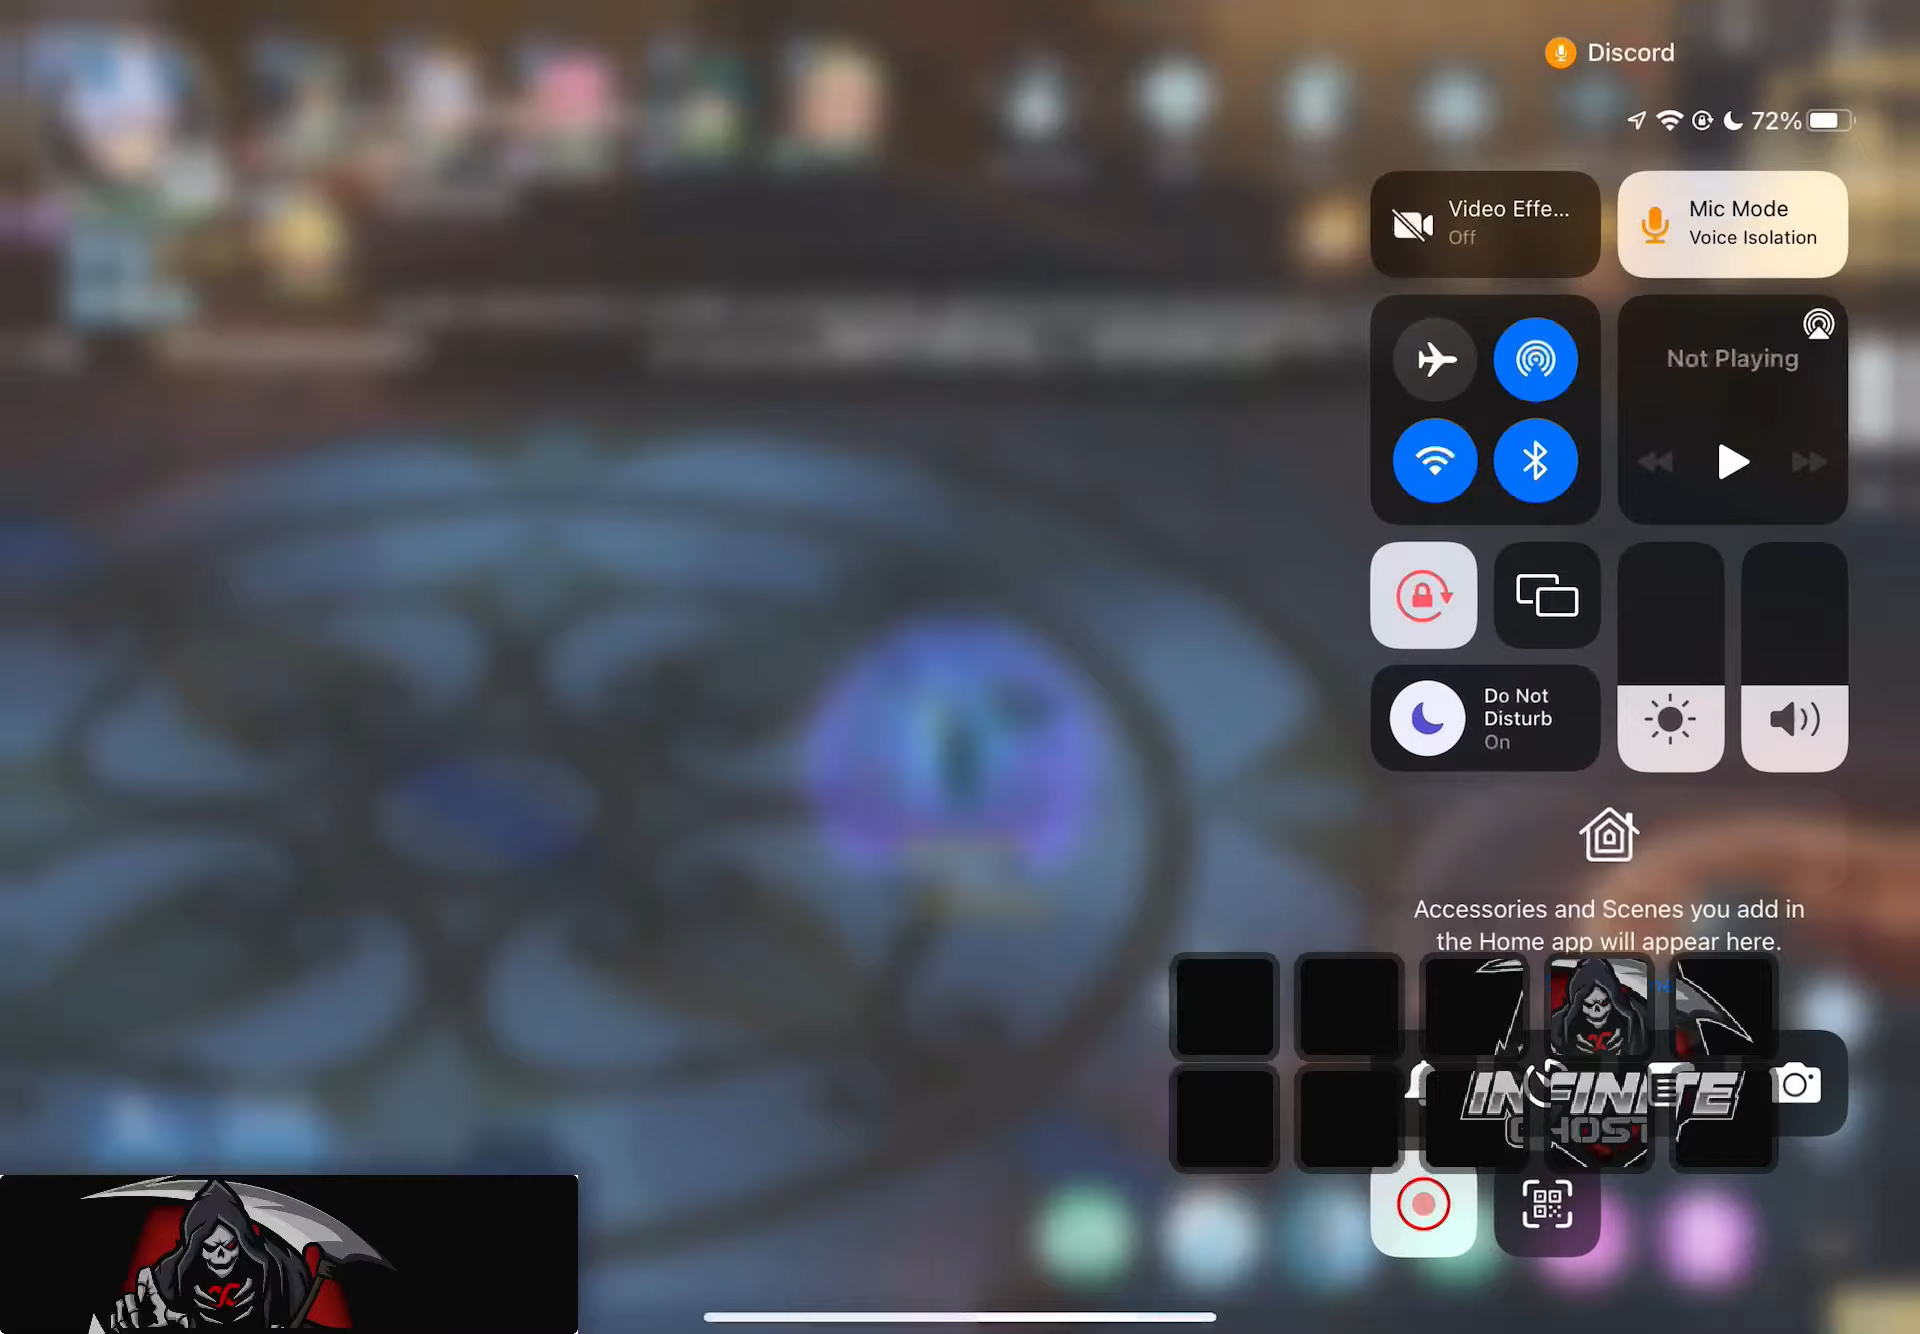 Discord
72%
Video Effe...
Off
Mic Mode
Voice Isolation
Not Playing
Do Not
Disturb
On
Accessories and Scenes you add in
the Home app will appear here.
INFINITE
GHOST